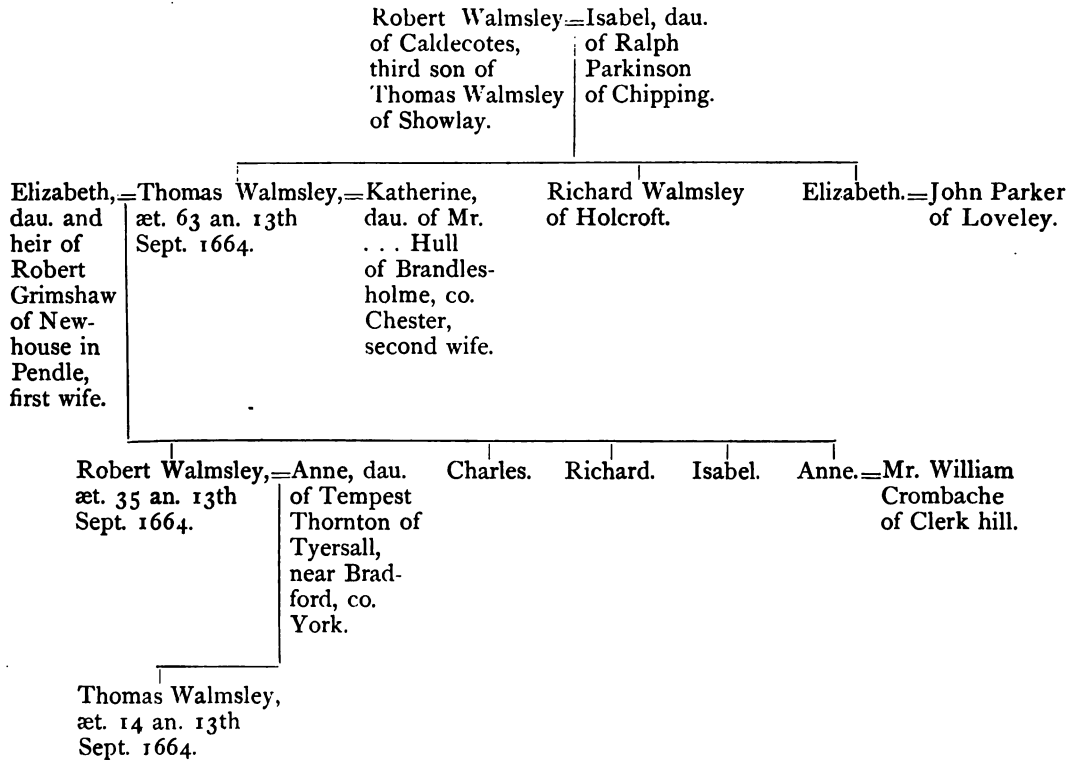 Robert Walmsley=Isabel, dau.
of Caldecotes,
third son of
Thomas Walmsley
of Showlay.
of Ralph
Parkinson
of Chipping.
Elizabeth,=Thomas Walmsley,=Katherine,
dau. and
heir of
Robert
Grimshaw
of New-
house in
Pendle,
first wife.
æt. 63 an. 13th
Sept. 1664.
dau. of Mr.
. . . Hull
of Brandles-
holme, co.
Chester,
second wife.
Richard Walmsley
of Holcroft.
Elizabeth.=John Parker
of Loveley.
Robert Walmsley,=Anne, dau.
æt. 35 an. 13th
Sept. 1664.
of Tempest
Thornton of
Tyersall,
near Brad-
ford, co.
York.
Charles.
Richard.
Isabel.
Anne.=Mr. William
Crombache
of Clerk hill.
Thomas Walmsley,
æt. 14 an. 13th
Sept. 1664.